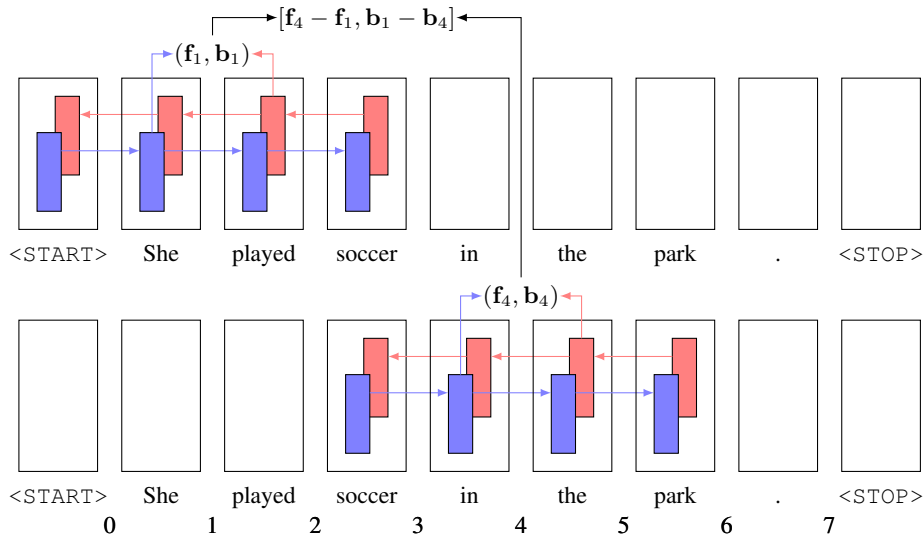 [f₄ − f₁, b₁ − b₄]
(f₁, b₁)
<START> She played soccer in the park . <STOP>
(f₄, b₄)
<START> She played soccer in the park . <STOP>
0 1 2 3 4 5 6 7